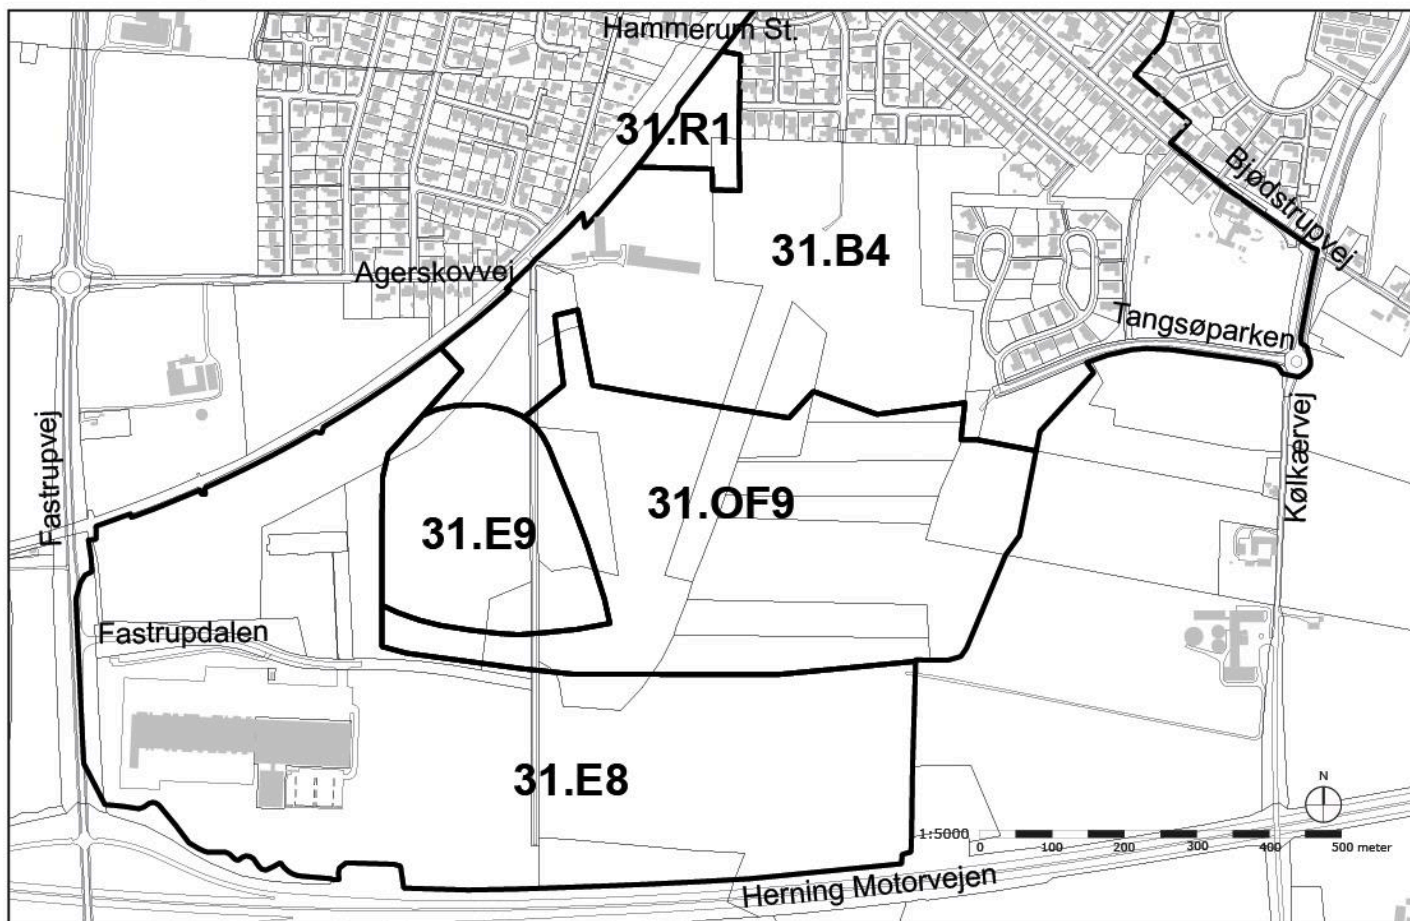 Hammerum St.
31.R1
Bjødstrupvej
31.B4
Agerskovvej
Tangsøparken
Fastrupvej
Kølkærvej
31.OF9
31.E9
Fastrupdalen
31.E8
N
1:5000
0 100 200 300 400 500 meter
Herning Motorvejen